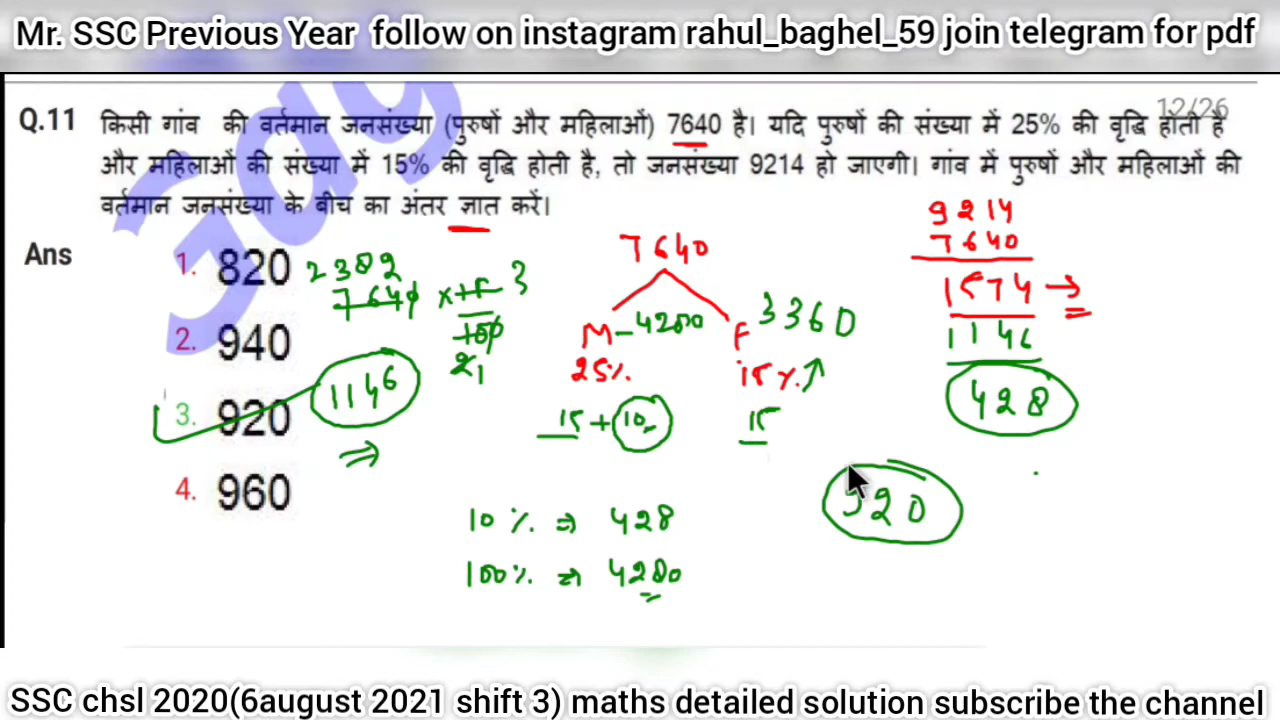 Mr. SSC Previous Year follow on instagram rahul_baghel_59 join telegram for pdf
12/26
Q.11 किसी गांव की वर्तमान जनसंख्या (पुरुषों और महिलाओं) 7640 है। यदि पुरुषों की संख्या में 25% की वृद्धि होती है
और महिलाओं की संख्या में 15% की वृद्धि होती है, तो जनसंख्या 9214 हो जाएगी। गांव में पुरुषों और महिलाओं की
वर्तमान जनसंख्या के बीच का अंतर ज्ञात करें।
Ans
1. 820
2. 940
3. 920
4. 960
7640
M F 3360
25% 15%
15 + 10 15
9214
7640
1574
1146
428
1146
10% ⇒ 428
100% ⇒ 4280
920
SSC chsl 2020(6august 2021 shift 3) maths detailed solution subscribe the channel